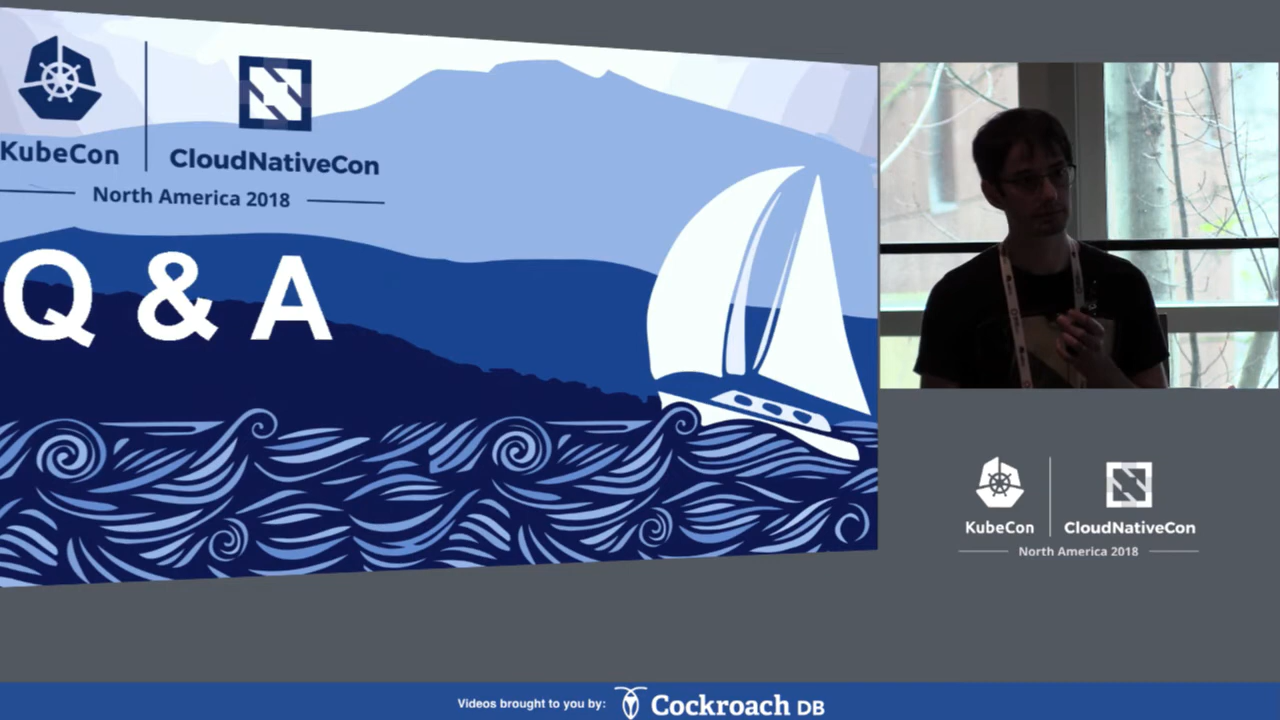 KubeCon
CloudNativeCon
North America 2018
Q & A
KubeCon
CloudNativeCon
North America 2018
Videos brought to you by:
Cockroach DB